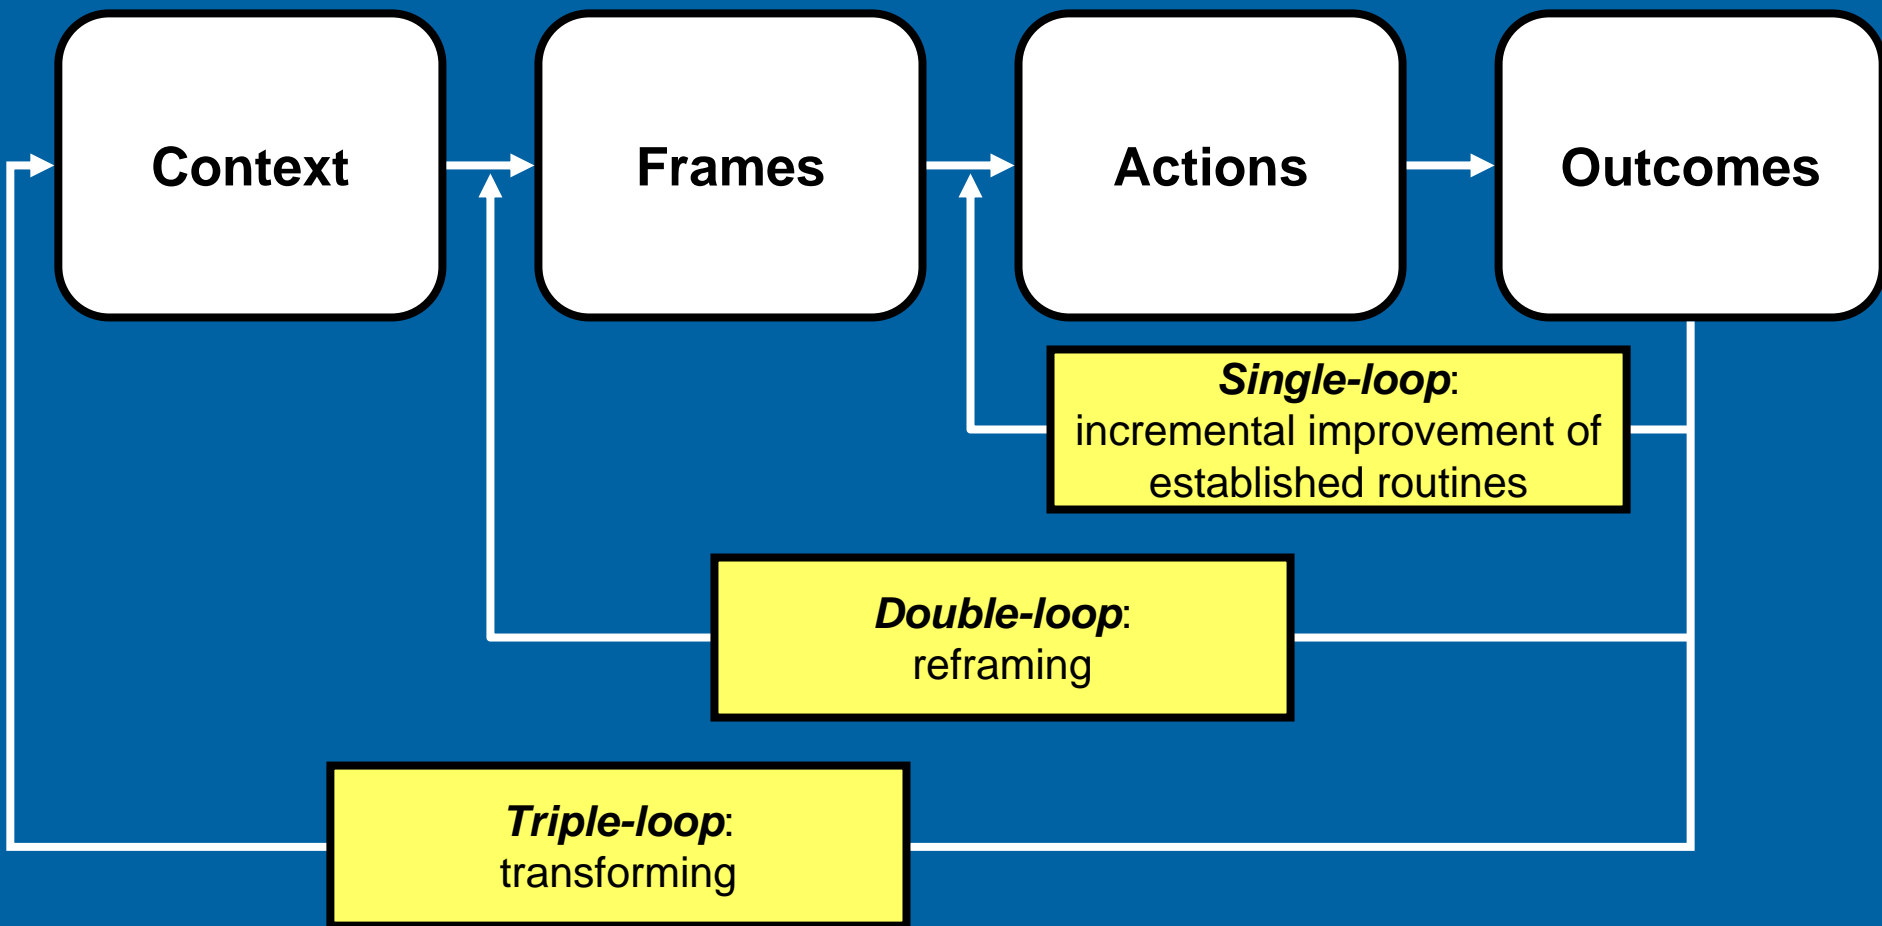 Context
Frames
Actions
Outcomes
Single-loop:
incremental improvement of
established routines
Double-loop:
reframing
Triple-loop:
transforming